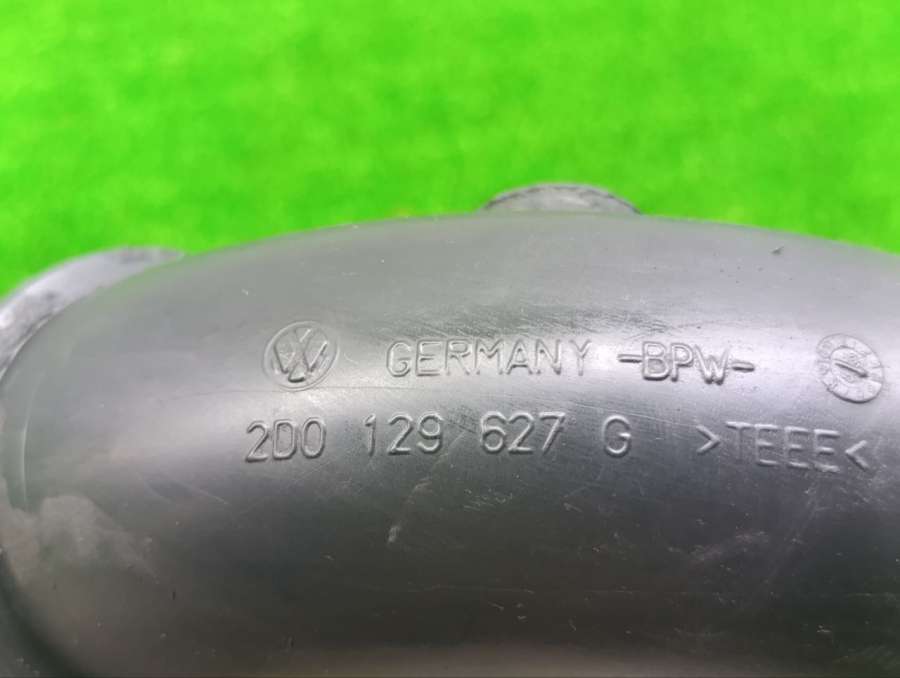 GERMANY -BPW-
2D0 129 627 G >TEEE<